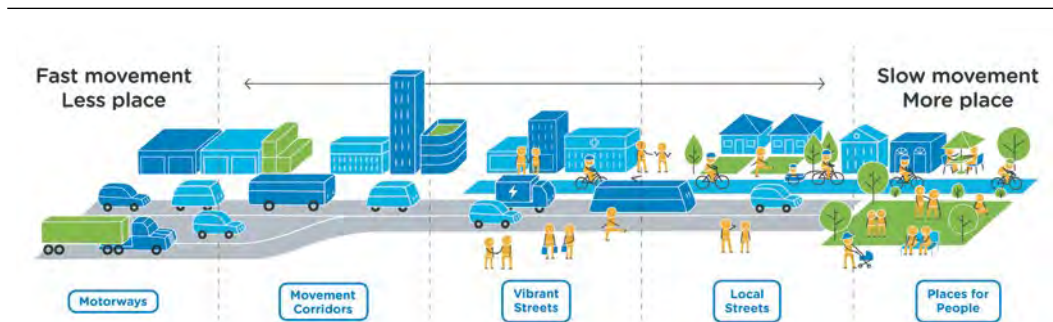 Fast movement
Less place
Slow movement
More place
Motorways
Movement
Corridors
Vibrant
Streets
Local
Streets
Places for
People